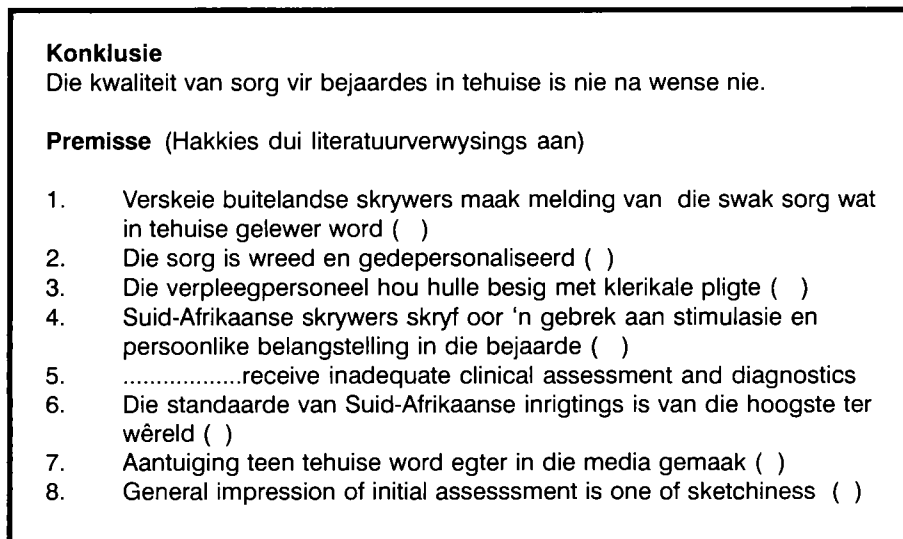 Konklusie
Die kwaliteit van sorg vir bejaardes in tehuise is nie na wense nie.
Premisse (Hakkies dui literatuurverwysings aan)
1. Verskeie buitelandse skrywers maak melding van die swak sorg wat
in tehuise gelewer word ( )
2. Die sorg is wreed en gedepersonaliseerd ( )
3. Die verpleegpersoneel hou hulle besig met klerikale pligte ( )
4. Suid-Afrikaanse skrywers skryf oor 'n gebrek aan stimulasie en
persoonlike belangstelling in die bejaarde ( )
5. ...................receive inadequate clinical assessment and diagnostics
6. Die standaarde van Suid-Afrikaanse inrigtings is van die hoogste ter
wêreld ( )
7. Aantuiging teen tehuise word egter in die media gemaak ( )
8. General impression of initial assesssment is one of sketchiness ( )